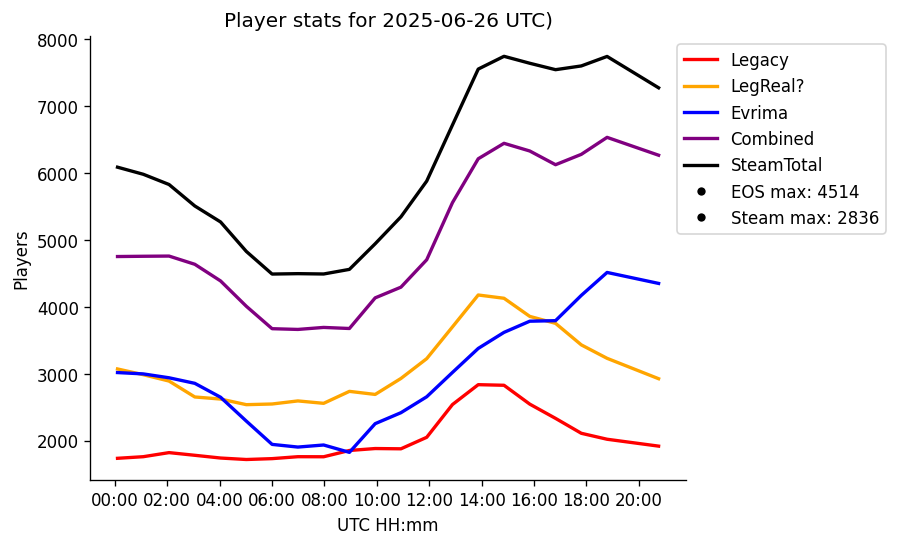 Player stats for 2025-06-26 UTC)
8000
7000
6000
5000
4000
3000
2000
Players
00:00 02:00 04:00 06:00 08:00 10:00 12:00 14:00 16:00 18:00 20:00
UTC HH:mm
Legacy
LegReal?
Evrima
Combined
SteamTotal
EOS max: 4514
Steam max: 2836